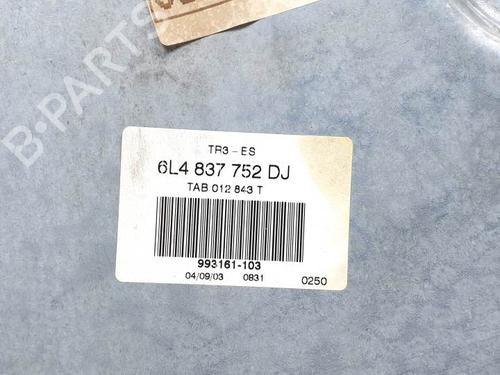 B-PARTS
TR3-ES
6L4 837 752 DJ
TAB 012 843 T
993161-103
04/09/03 0831 0250